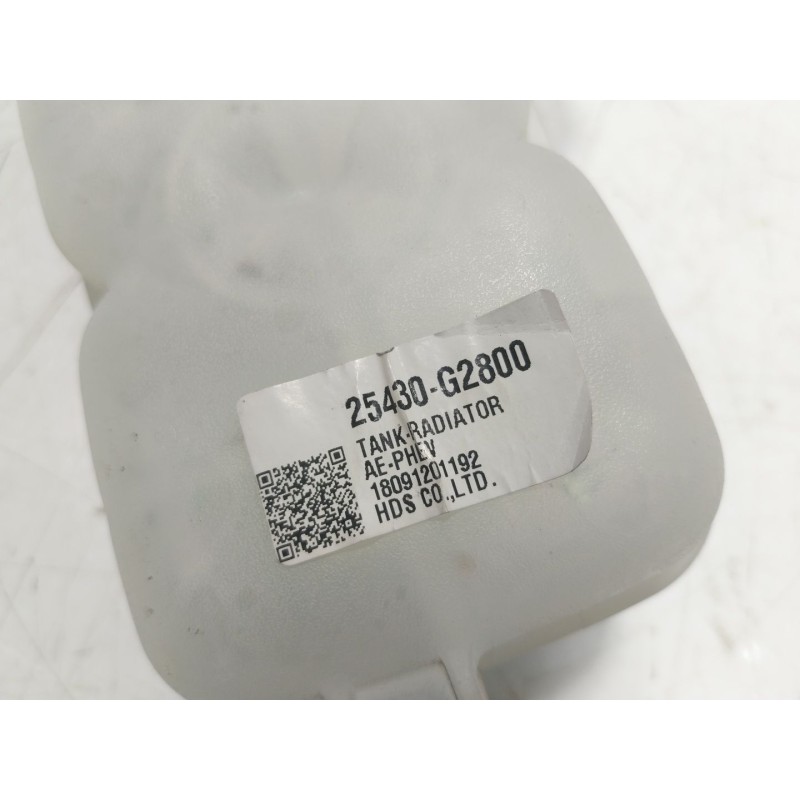 25430-G2800
TANK-RADIATOR
AE-PHEV
18091201192
HDS CO.,LTD.